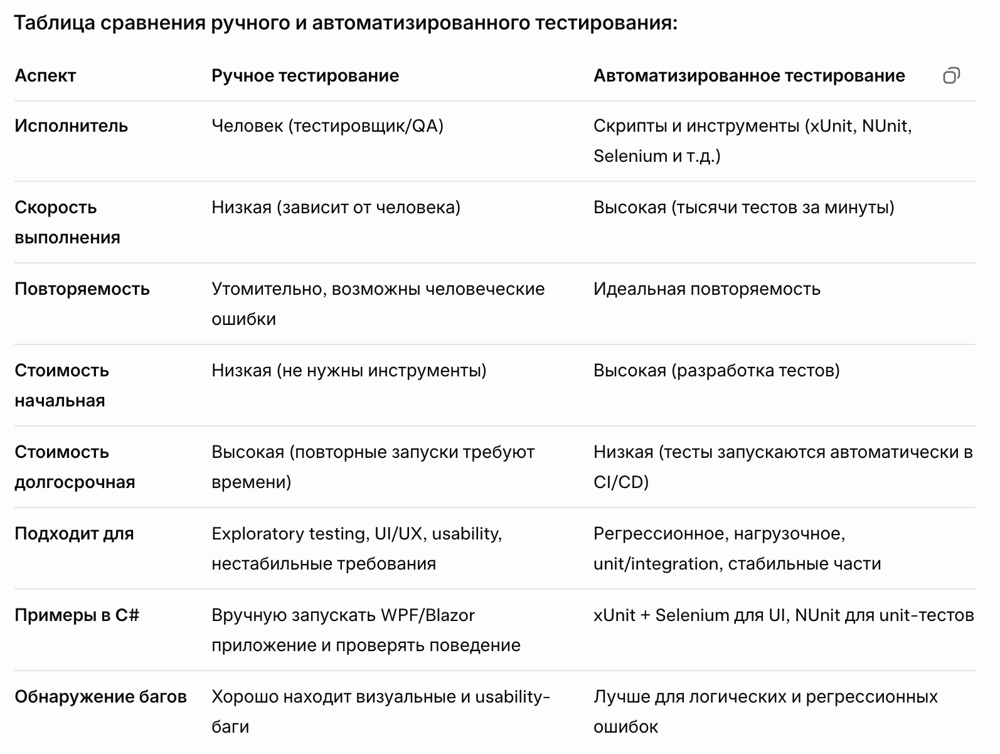 Таблица сравнения ручного и автоматизированного тестирования:
Аспект Ручное тестирование Автоматизированное тестирование
Исполнитель Человек (тестировщик/QA) Скрипты и инструменты (xUnit, NUnit,
Selenium и т.д.)
Скорость Низкая (зависит от человека) Высокая (тысячи тестов за минуты)
выполнения
Повторяемость Утомительно, возможны человеческие Идеальная повторяемость
ошибки
Стоимость Низкая (не нужны инструменты) Высокая (разработка тестов)
начальная
Стоимость Высокая (повторные запуски требуют Низкая (тесты запускаются автоматически в
долгосрочная времени) CI/CD)
Подходит для Exploratory testing, UI/UX, usability, Регрессионное, нагрузочное,
нестабильные требования unit/integration, стабильные части
Примеры в C# Вручную запускать WPF/Blazor xUnit + Selenium для UI, NUnit для unit-тестов
приложение и проверять поведение
Обнаружение багов Хорошо находит визуальные и usability- Лучше для логических и регрессионных
баги ошибок